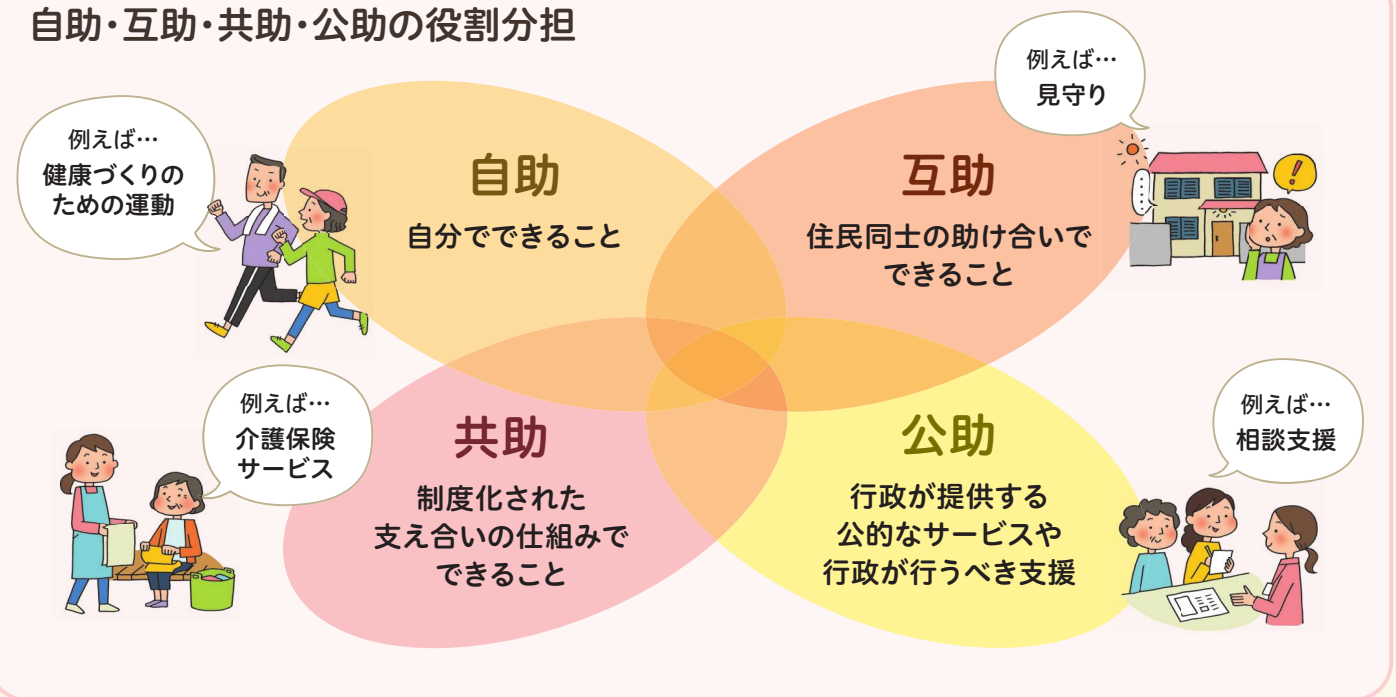 自助・互助・共助・公助の役割分担
例えば…
健康づくりの
ための運動
自助
自分でできること
互助
住民同士の助け合いで
できること
例えば…
見守り
例えば…
介護保険
サービス
共助
制度化された
支え合いの仕組みで
できること
公助
行政が提供する
公的なサービスや
行政が行うべき支援
例えば…
相談支援